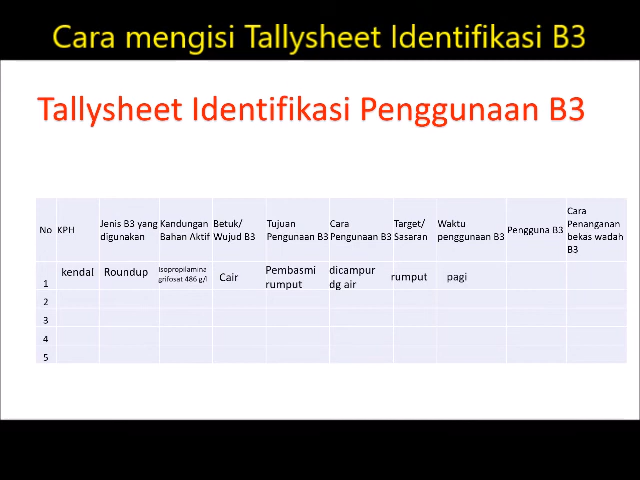 Cara mengisi Tallysheet Identifikasi B3
Tallysheet Identifikasi Penggunaan B3
No KPH Jenis B3 yang digunakan Kandungan Bahan Aktif Betuk/ Wujud B3 Tujuan Pengunaan B3 Cara Pengunaan B3 Target/ Sasaran Waktu penggunaan B3 Pengguna B3 Cara Penanganan bekas wadah B3
1 kendal Roundup Isopropilamina grifosat 486 g/l Cair Pembasmi rumput dicampur dg air rumput pagi
2
3
4
5